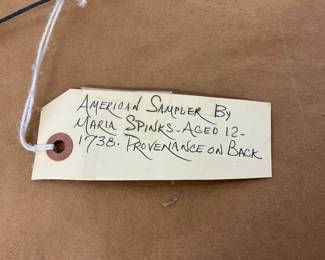 American Sampler By
Maria Spinks-Aged 12-
1738. Provenance on Back